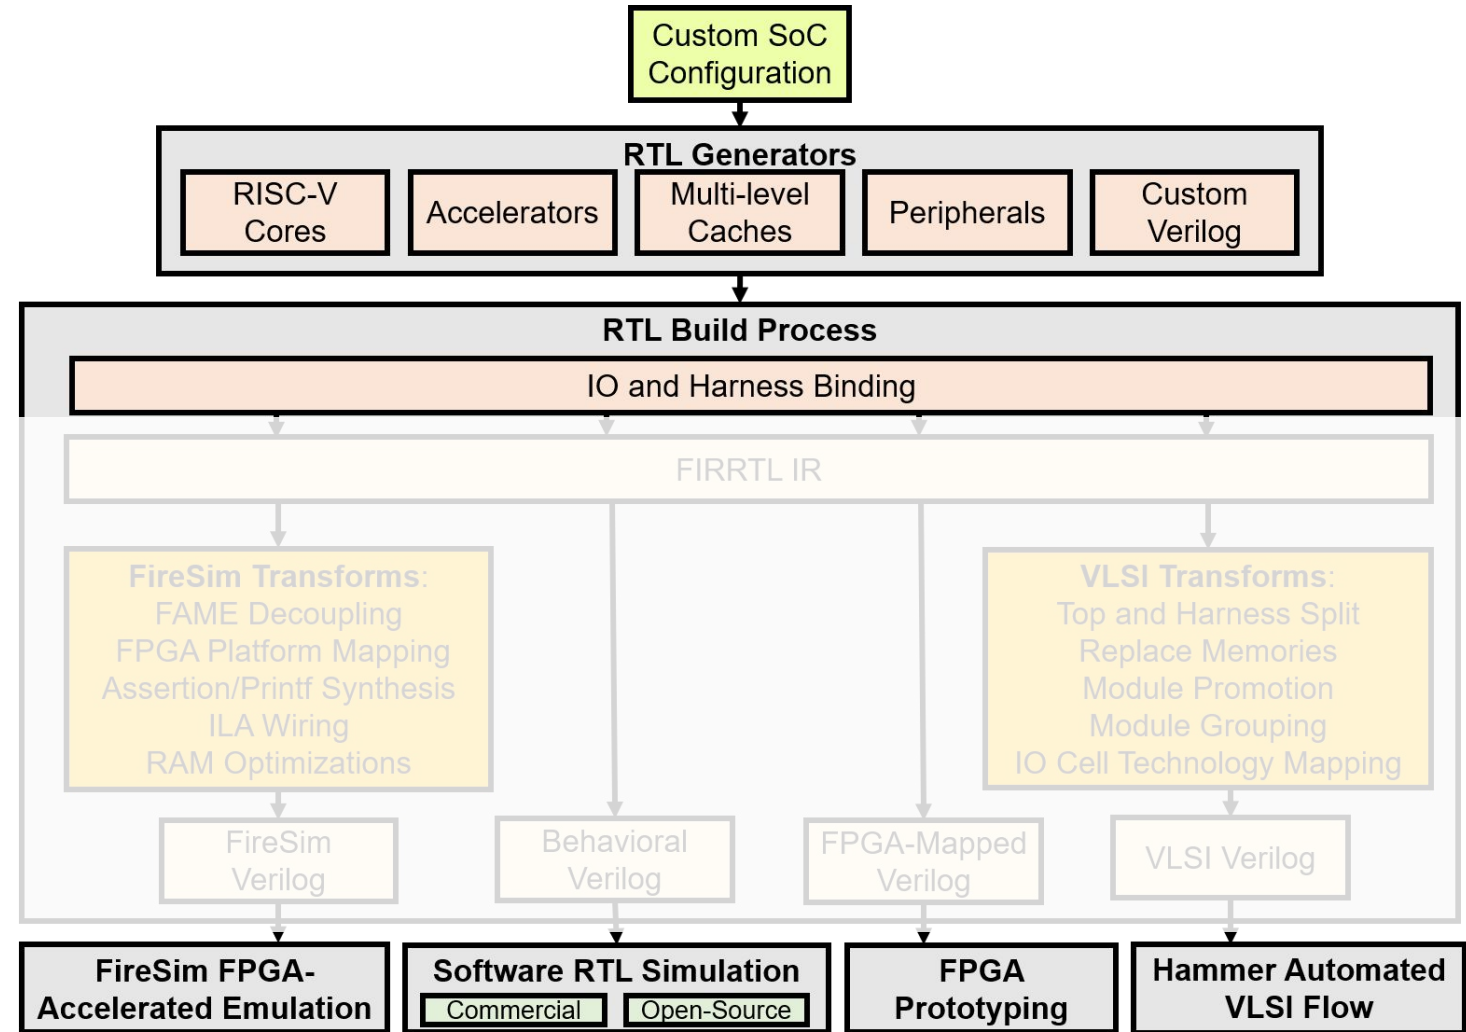 Custom SoC
Configuration
RTL Generators
RISC-V
Cores
Accelerators
Multi-level
Caches
Peripherals
Custom
Verilog
RTL Build Process
IO and Harness Binding
FIRRTL IR
FireSim Transforms:
FAME Decoupling
FPGA Platform Mapping
Assertion/Printf Synthesis
ILA Wiring
RAM Optimizations
VLSI Transforms:
Top and Harness Split
Replace Memories
Module Promotion
Module Grouping
IO Cell Technology Mapping
FireSim
Verilog
Behavioral
Verilog
FPGA-Mapped
Verilog
VLSI Verilog
FireSim FPGA-
Accelerated Emulation
Software RTL Simulation
Commercial
Open-Source
FPGA
Prototyping
Hammer Automated
VLSI Flow